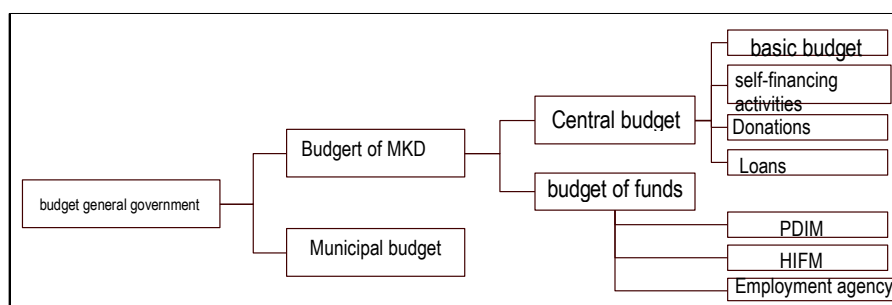 budget general government
Budgert of MKD
Municipal budget
Central budget
budget of funds
basic budget
self-financing
activities
Donations
Loans
PDIM
HIFM
Employment agency